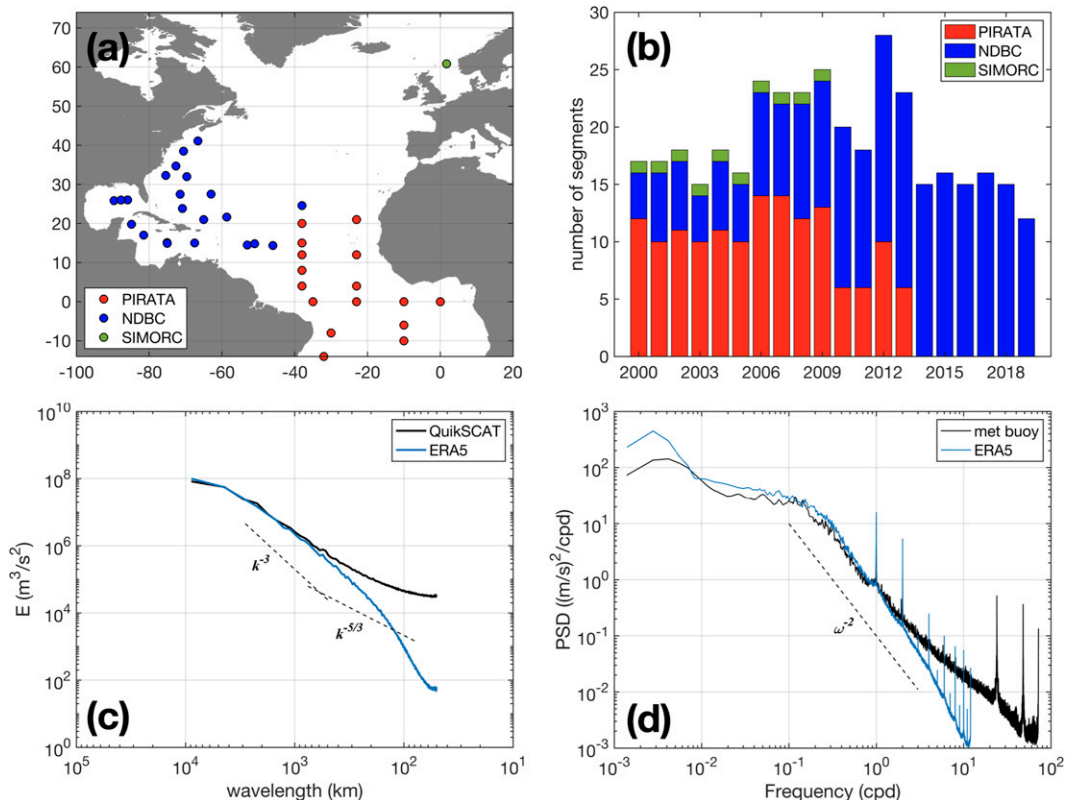 (a)
70
60
50
40
30
20
10
0
-10
-100 -80 -60 -40 -20 0 20
PIRATA
NDBC
SIMORC
(b)
number of segments
30
25
20
15
10
5
0
2000 2003 2006 2009 2012 2015 2018
PIRATA
NDBC
SIMORC
(c)
E (m³/s²)
10¹⁰
10⁸
10⁶
10⁴
10²
10⁰
10⁵ 10⁴ 10³ 10² 10¹
wavelength (km)
QuikSCAT
ERA5
k⁻³
k⁻⁵/³
(d)
PSD ((m/s)²/cpd)
10³
10²
10¹
10⁰
10⁻¹
10⁻²
10⁻³
10⁻³ 10⁻² 10⁻¹ 10⁰ 10¹ 10²
Frequency (cpd)
met buoy
ERA5
ω⁻²